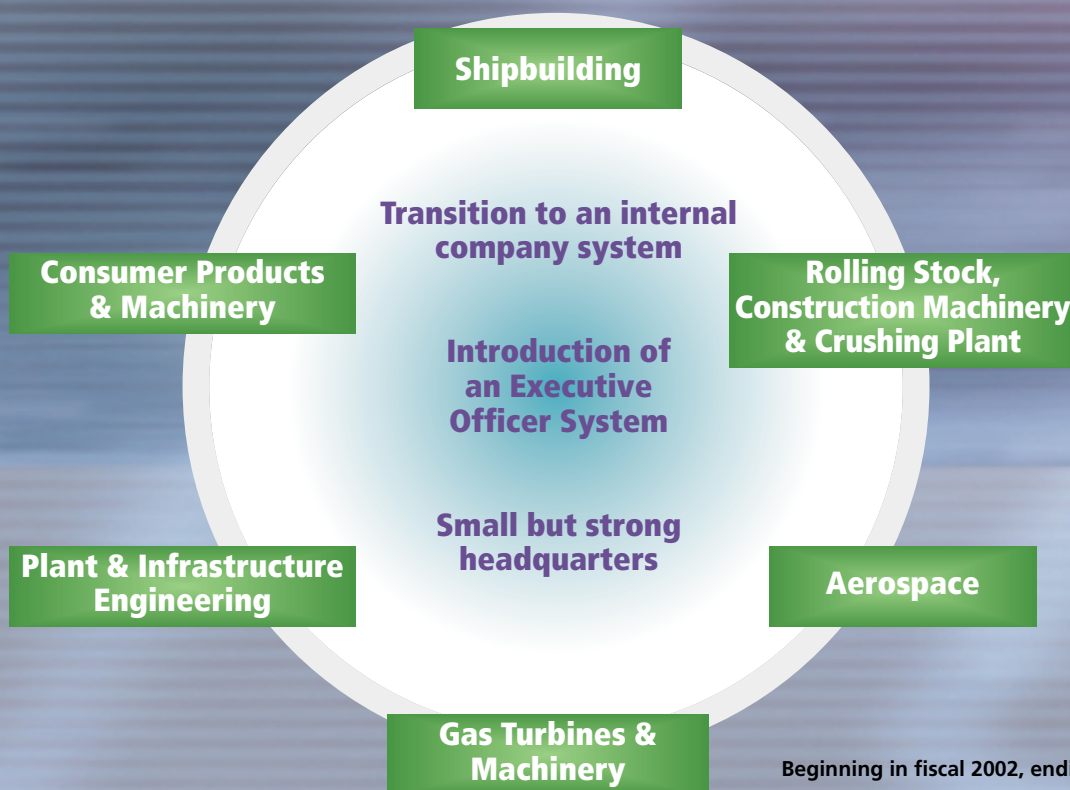 Shipbuilding
Transition to an internal
company system
Consumer Products
& Machinery
Rolling Stock,
Construction Machinery
& Crushing Plant
Introduction of
an Executive
Officer System
Small but strong
headquarters
Plant & Infrastructure
Engineering
Aerospace
Gas Turbines &
Machinery
Beginning in fiscal 2002,